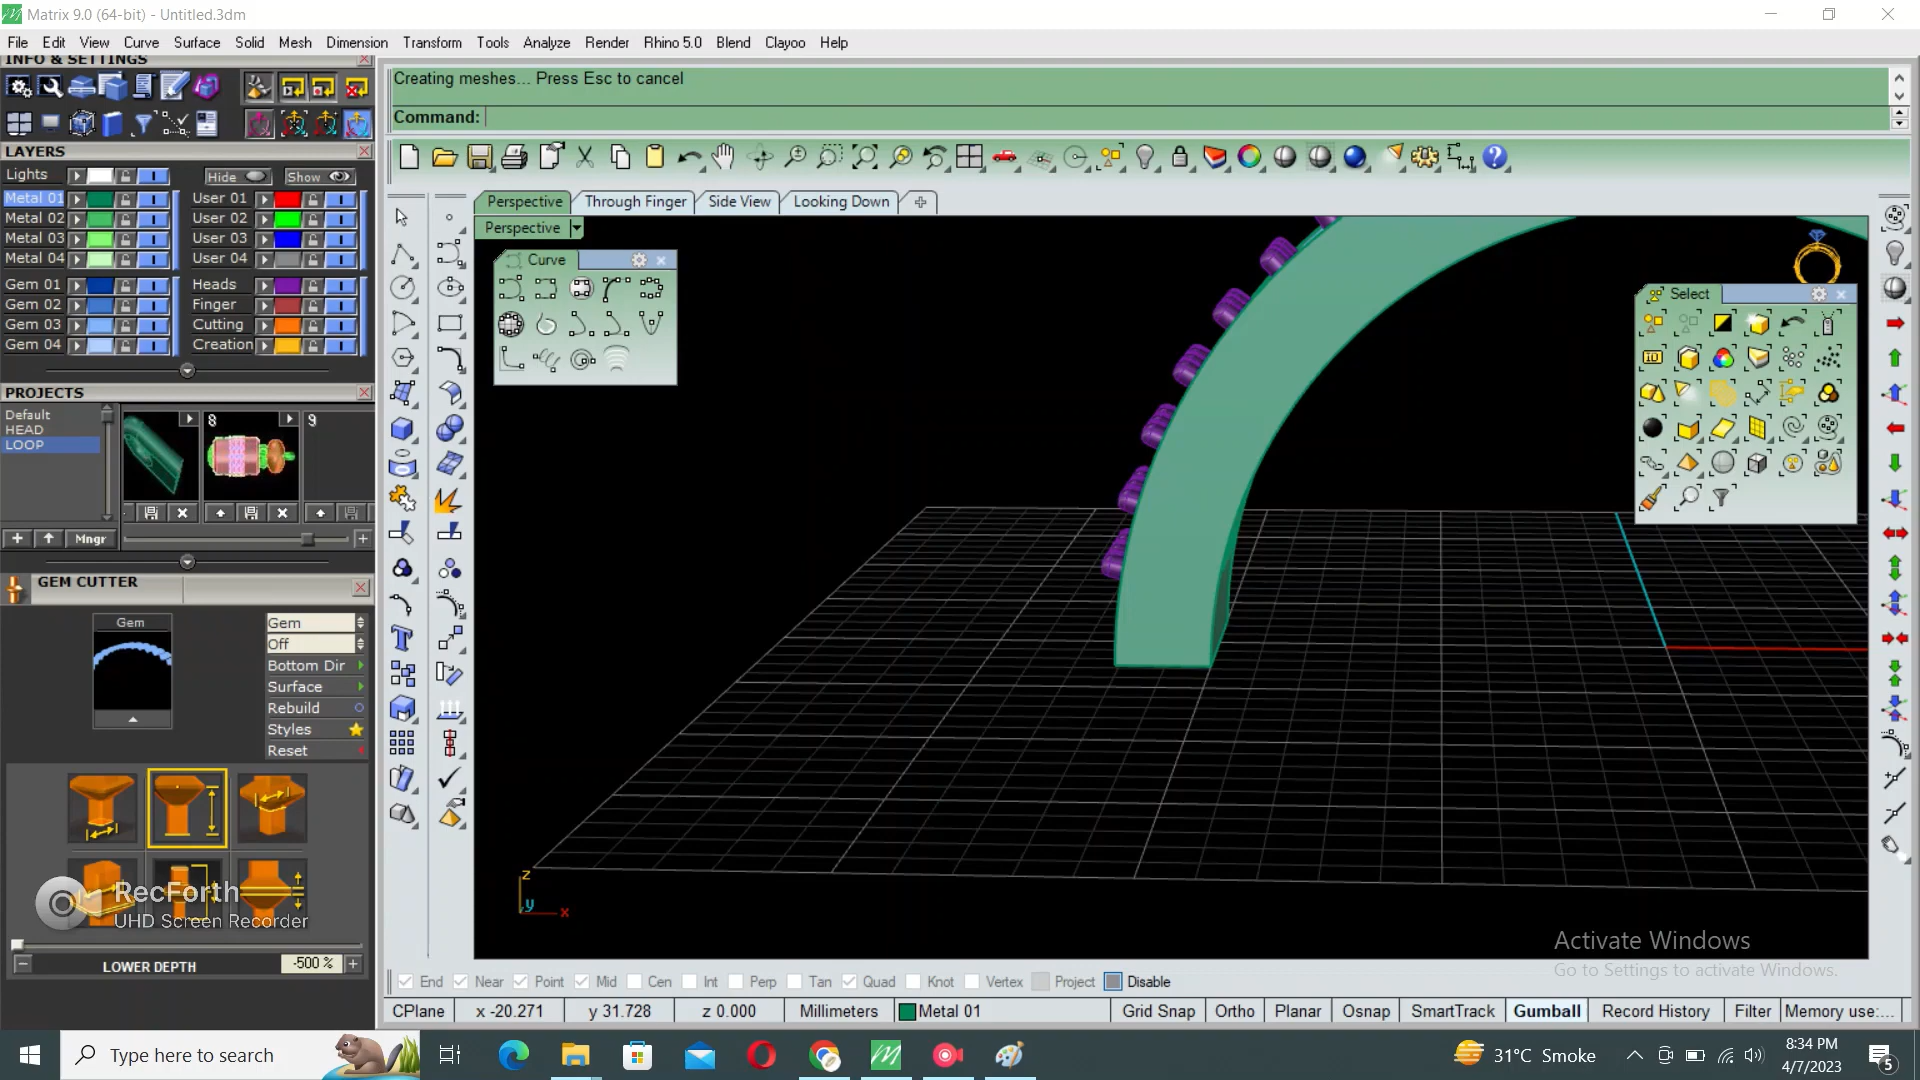 Matrix 9.0 (64-bit) - Untitled.3dm
File Edit View Curve Surface Solid Mesh Dimension Transform Tools Analyze Render Rhino 5.0 Blend Clayoo Help
INFO & SETTINGS
Creating meshes... Press Esc to cancel
Command:
LAYERS
Lights Hide Show
Metal 01 User 01
Metal 02 User 02
Metal 03 User 03
Metal 04 User 04
Gem 01 Heads
Gem 02 Finger
Gem 03 Cutting
Gem 04 Creation
Perspective Through Finger Side View Looking Down
Perspective
Curve
Select
PROJECTS
Default
HEAD
LOOP
8 9
Mngr
GEM CUTTER
Gem
Gem
Off
Bottom Dir
Surface
Rebuild
Styles
Reset
RecForth
UHD Screen Recorder
LOWER DEPTH -500 %
z
y
x
Activate Windows
Go to Settings to activate Windows.
End Near Point Mid Cen Int Perp Tan Quad Knot Vertex Project Disable
CPlane x -20.271 y 31.728 z 0.000 Millimeters Metal 01 Grid Snap Ortho Planar Osnap SmartTrack Gumball Record History Filter Memory use:...
Type here to search
31°C Smoke
8:34 PM
4/7/2023
5